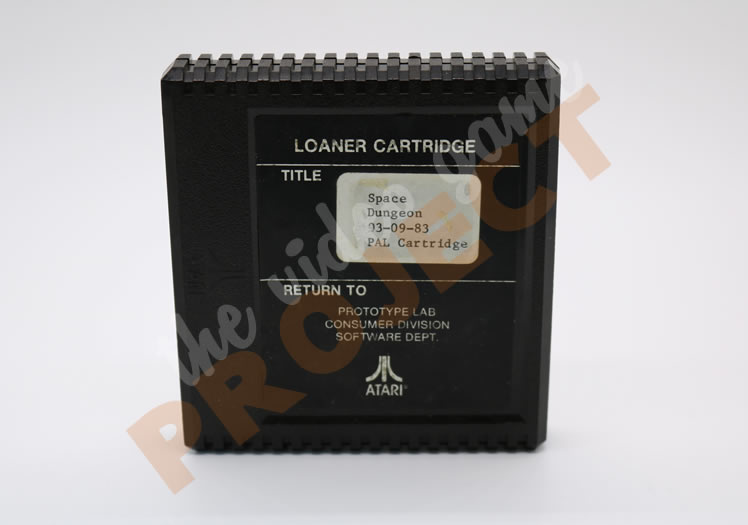 LOANER CARTRIDGE
TITLE
Space
Dungeon
93-09-83
PAL Cartridge
RETURN TO
PROTOTYPE LAB
CONSUMER DIVISION
SOFTWARE DEPT.
ATARI®
the video game
PROJECT